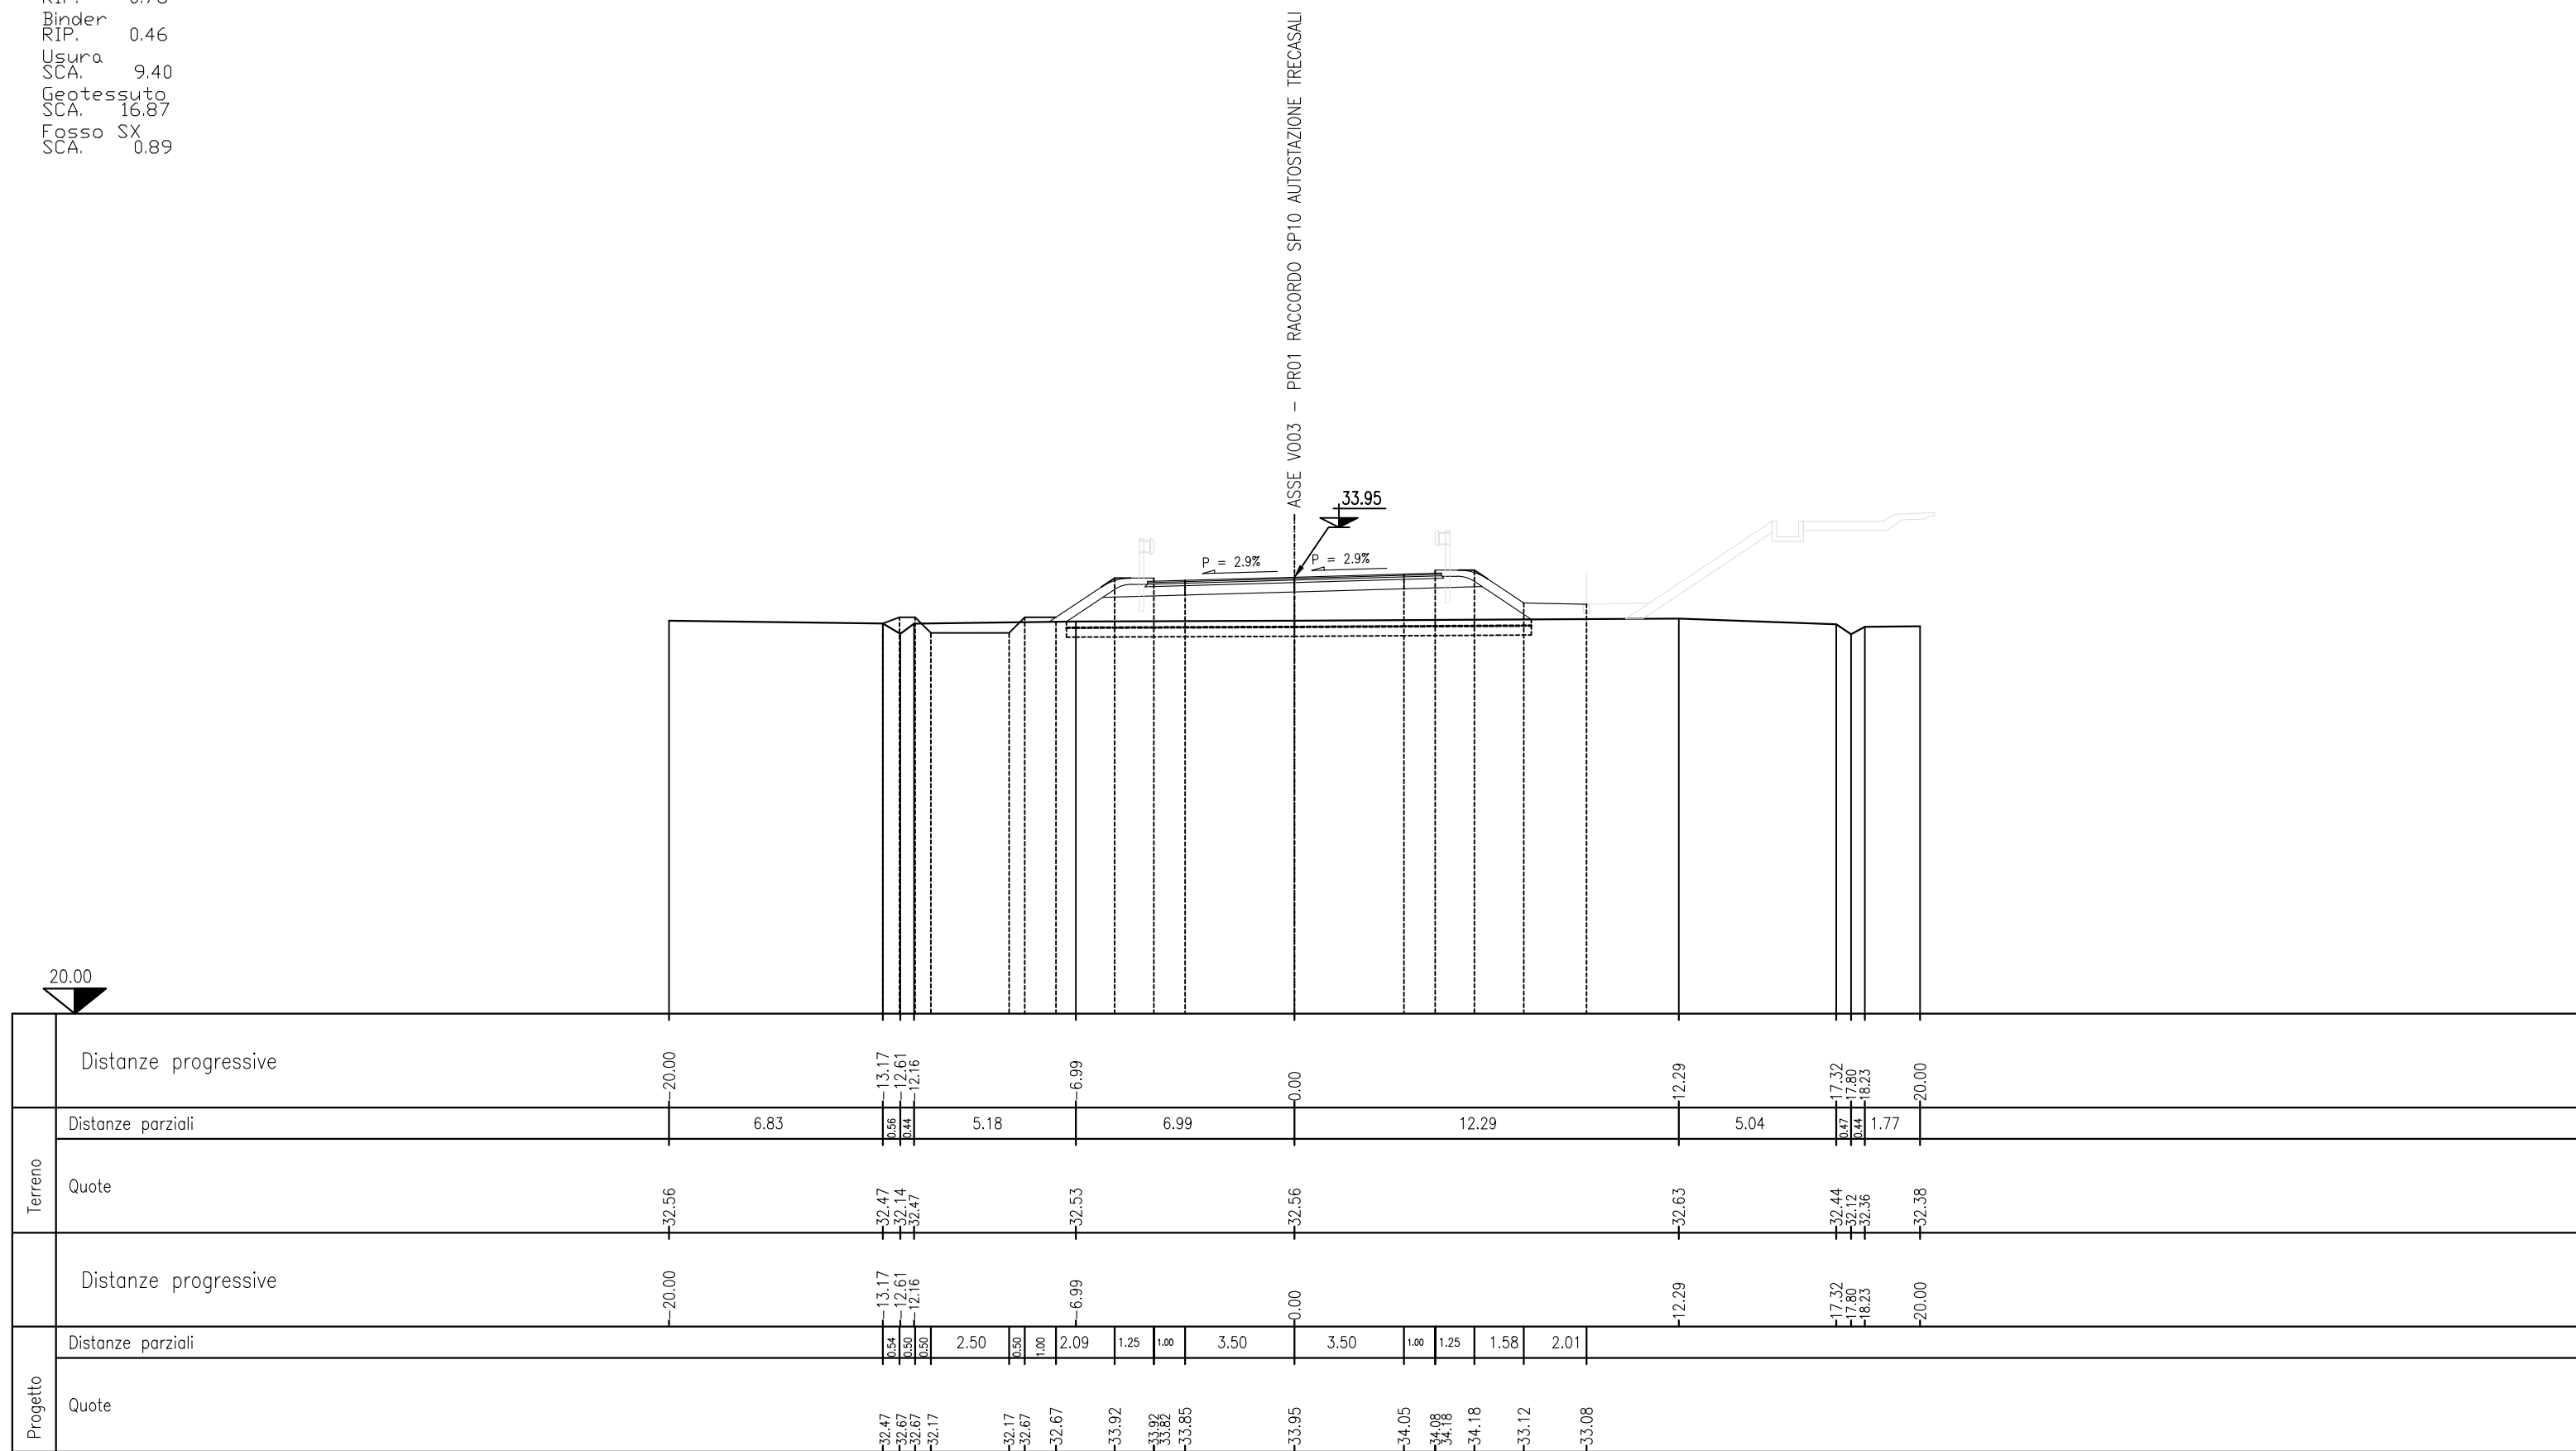 Binder
RIP. 0.46
Usura
SCA. 9.40
Geotessuto
SCA. 16.87
Fosso SX
SCA. 0.89
ASSE V003 - PR01 RACCORDO SP10 AUTOSTAZIONE TRECASALI
33.95
P = 2.9% P = 2.9%
20.00
Distanze progressive
-20.00 -13.17 -12.61 -12.16 -6.99 0.00 12.29 17.32 17.80 18.23 20.00
Terreno
Distanze parziali
6.83 0.56 0.44 5.18 6.99 12.29 5.04 0.47 0.44 1.77
Quote
32.56 32.47 32.14 32.47 32.53 32.56 32.63 32.44 32.12 32.36 32.38
Distanze progressive
-20.00 -13.17 -12.61 -12.16 -6.99 0.00 12.29 17.32 17.80 18.23 20.00
Progetto
Distanze parziali
0.54 0.50 0.50 2.50 0.50 1.00 2.09 1.25 1.00 3.50 3.50 1.00 1.25 1.58 2.01
Quote
32.47 32.67 32.67 32.17 32.17 32.67 32.67 33.92 33.92 33.82 33.85 33.95 34.05 34.08 34.18 34.18 33.12 33.08